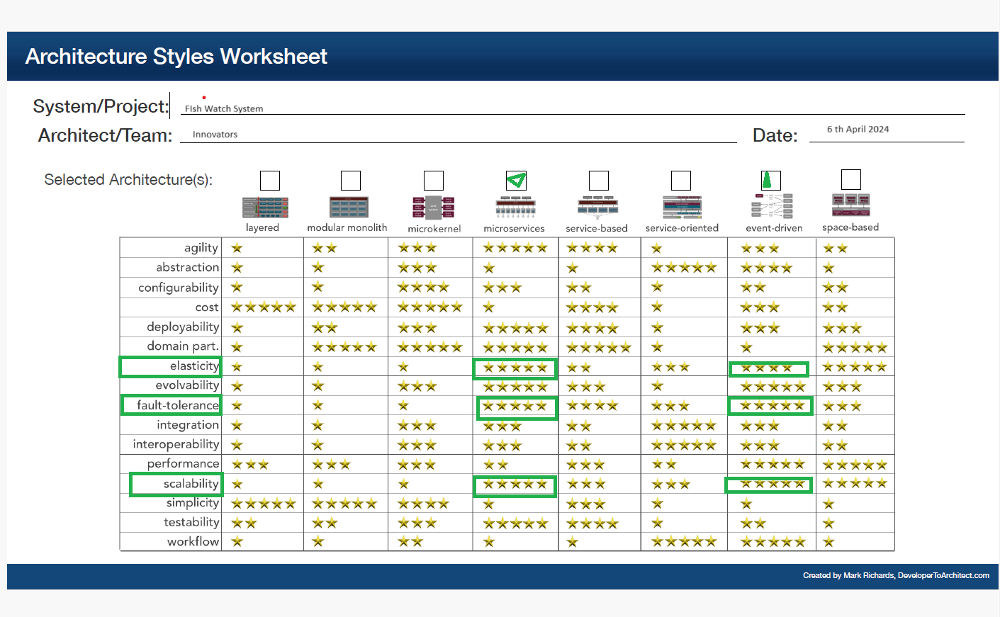 Architecture Styles Worksheet
System/Project: FIsh Watch System
Architect/Team: Innovators Date: 6 th April 2024
Selected Architecture(s):
layered modular monolith microkernel microservices service-based service-oriented event-driven space-based
agility
abstraction
configurability
cost
deployability
domain part.
elasticity
evolvability
fault-tolerance
integration
interoperability
performance
scalability
simplicity
testability
workflow
Created by Mark Richards, DeveloperToArchitect.com